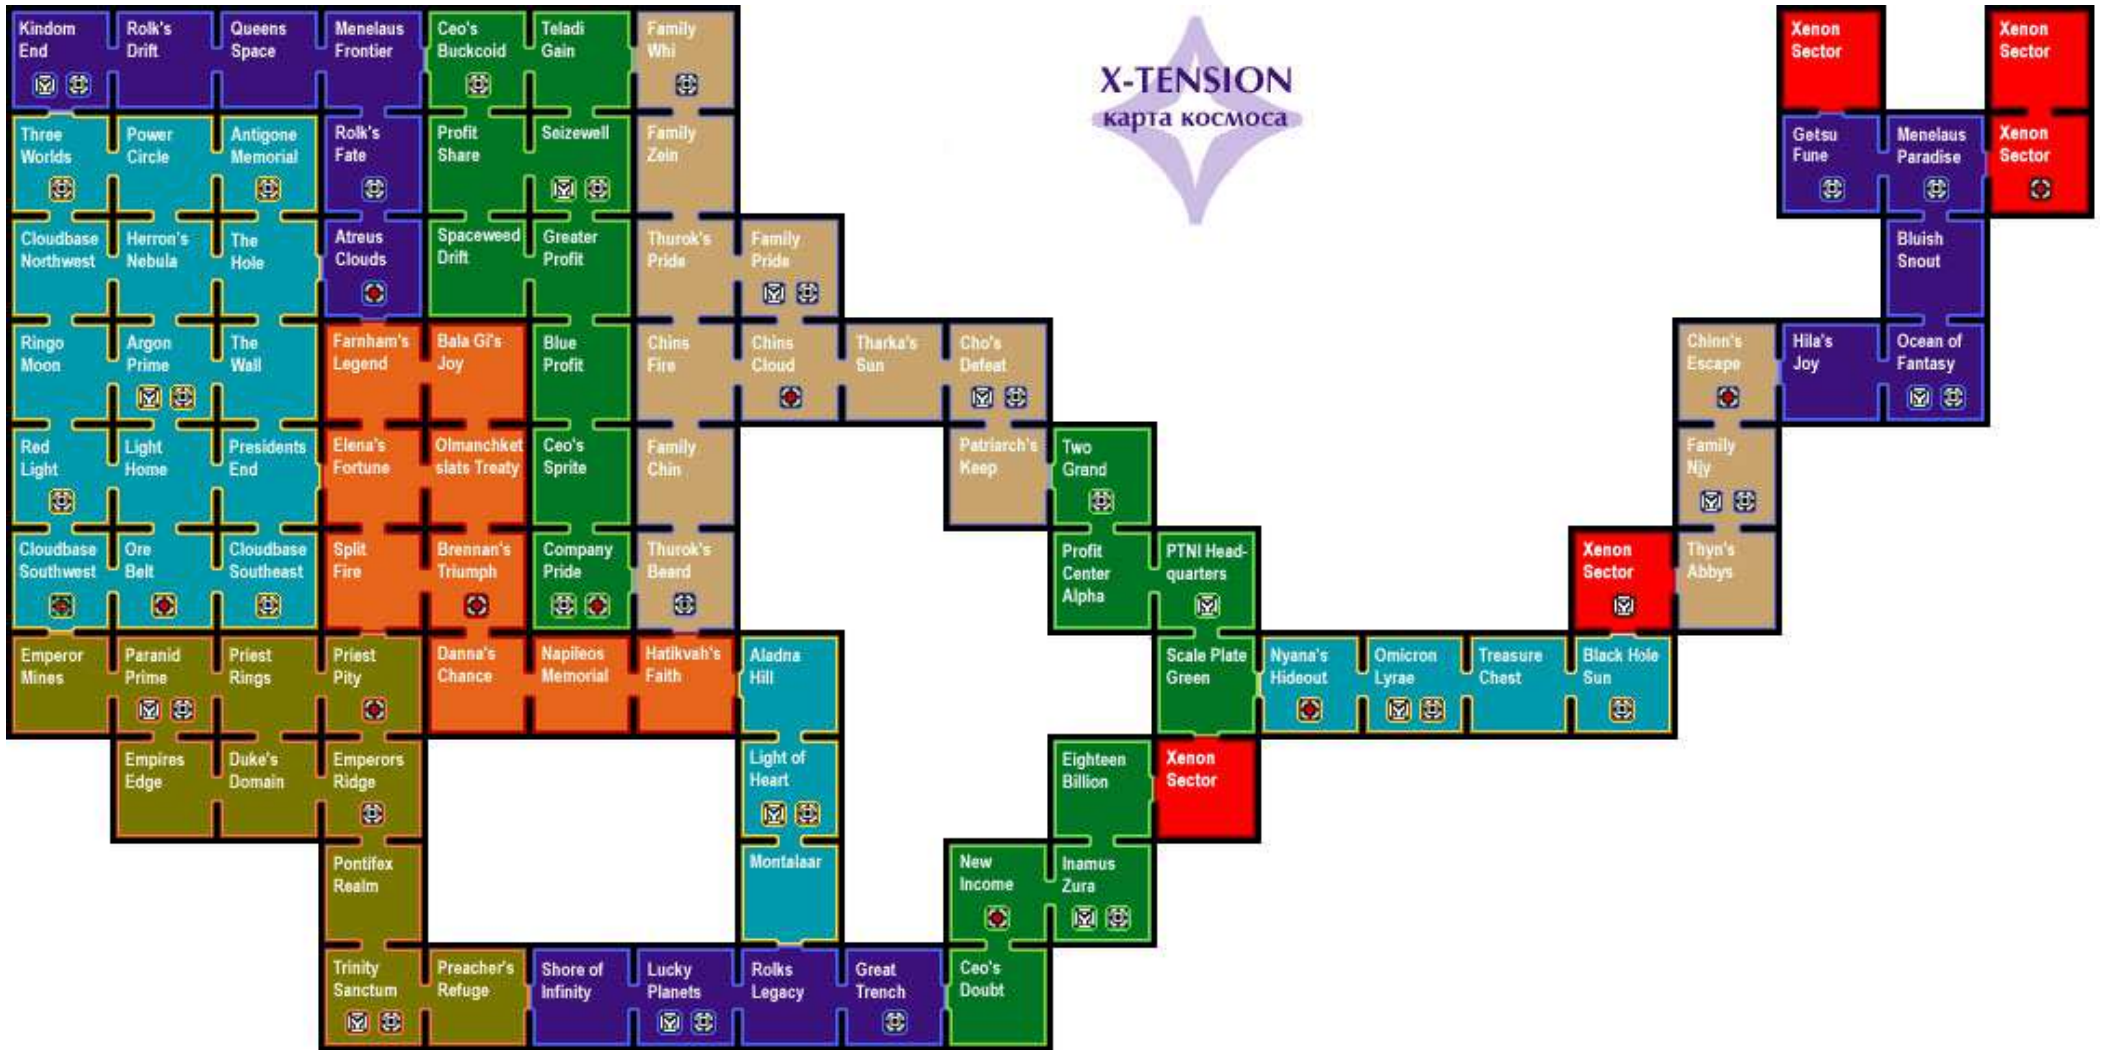 Kindom
End
Rolk's
Drift
Queens
Space
Menelaus
Frontier
Ceo's
Buckcoid
Teladi
Gain
Family
Whi
X-TENSION
карта космоса
Xenon
Sector
Xenon
Sector
Three
Worlds
Power
Circle
Antigone
Memorial
Rolk's
Fate
Profit
Share
Seizewell
Family
Zein
Getsu
Fune
Menelaus
Paradise
Xenon
Sector
Cloudbase
Northwest
Herron's
Nebula
The
Hole
Atreus
Clouds
Spaceweed
Drift
Greater
Profit
Thurok's
Pride
Family
Pride
Bluish
Snout
Ringo
Moon
Argon
Prime
The
Wall
Farnham's
Legend
Bala Gi's
Joy
Blue
Profit
Chins
Fire
Chins
Cloud
Tharka's
Sun
Cho's
Defeat
Chinn's
Escape
Hila's
Joy
Ocean of
Fantasy
Red
Light
Light
Home
Presidents
End
Elena's
Fortune
Olmanchket
slats Treaty
Ceo's
Sprite
Family
Chin
Patriarch's
Keep
Two
Grand
Family
Njy
Cloudbase
Southwest
Ore
Belt
Cloudbase
Southeast
Split
Fire
Brennan's
Triumph
Company
Pride
Thurok's
Beard
Profit
Center
Alpha
PTNI Head-
quarters
Xenon
Sector
Thyn's
Abbys
Emperor
Mines
Paranid
Prime
Priest
Rings
Priest
Pity
Danna's
Chance
Napileos
Memorial
Hatikvah's
Faith
Aladna
Hill
Scale Plate
Green
Nyana's
Hideout
Omicron
Lyrae
Treasure
Chest
Black Hole
Sun
Empires
Edge
Duke's
Domain
Emperors
Ridge
Light of
Heart
Eighteen
Billion
Xenon
Sector
Pontifex
Realm
Montalaar
New
Income
Inamus
Zura
Trinity
Sanctum
Preacher's
Refuge
Shore of
Infinity
Lucky
Planets
Rolks
Legacy
Great
Trench
Ceo's
Doubt